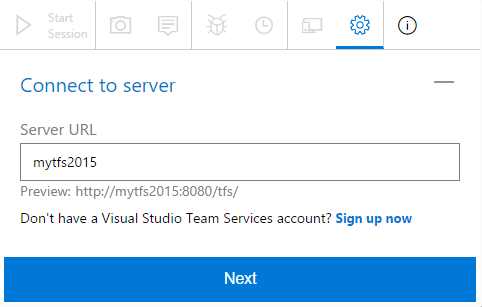 Start
Session
Connect to server
Server URL
mytfs2015
Preview: http://mytfs2015:8080/tfs/
Don't have a Visual Studio Team Services account? Sign up now
Next